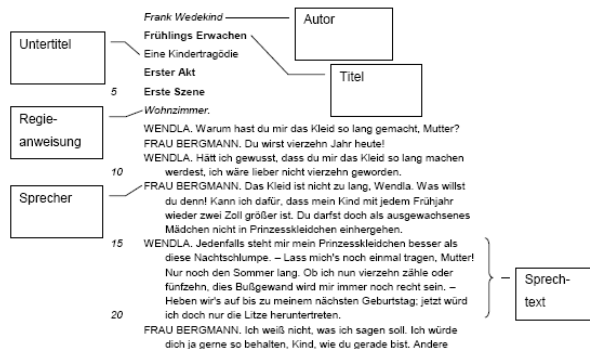 Frank Wedekind
Autor
Untertitel
Frühlings Erwachen
Eine Kindertragödie
Titel
Erster Akt
5 Erste Szene
Regie-
anweisung
Wohnzimmer.
WENDLA. Warum hast du mir das Kleid so lang gemacht, Mutter?
FRAU BERGMANN. Du wirst vierzehn Jahr heute!
WENDLA. Hätt ich gewusst, dass du mir das Kleid so lang machen
10 werdest, ich wäre lieber nicht vierzehn geworden.
Sprecher
FRAU BERGMANN. Das Kleid ist nicht zu lang, Wendla. Was willst
du denn! Kann ich dafür, dass mein Kind mit jedem Frühjahr
wieder zwei Zoll größer ist. Du darfst doch als ausgewachsenes
Mädchen nicht in Prinzesskleidchen einhergehen.
15 WENDLA. Jedenfalls steht mir mein Prinzesskleidchen besser als
diese Nachtschlumpe. – Lass mich's noch einmal tragen, Mutter!
Nur noch den Sommer lang. Ob ich nun vierzehn zähle oder
fünfzehn, dies Bußgewand wird mir immer noch recht sein. –
Heben wir's auf bis zu meinem nächsten Geburtstag; jetzt würd
20 ich doch nur die Litze heruntertreten.
Sprech-
text
FRAU BERGMANN. Ich weiß nicht, was ich sagen soll. Ich würde
dich ja gerne so behalten, Kind, wie du gerade bist. Andere